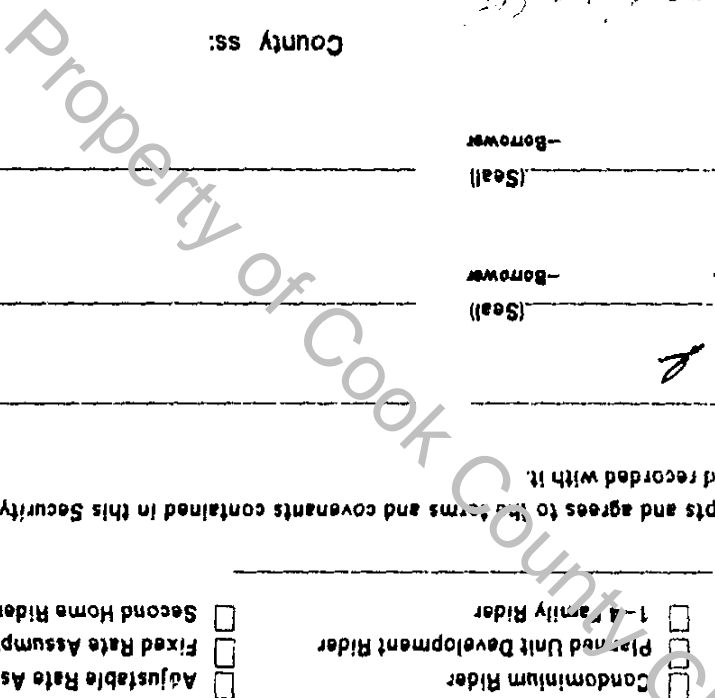 Condominium Rider
Adjustable Rate As
Planned Unit Development Rider
Fixed Rate Assump
1-4 Family Rider
Second Home Rider
pts and agrees to the terms and covenants contained in this Security
d recorded with it.
(Seal)
-Borrower
(Seal)
-Borrower
County ss:
Property of Cook County